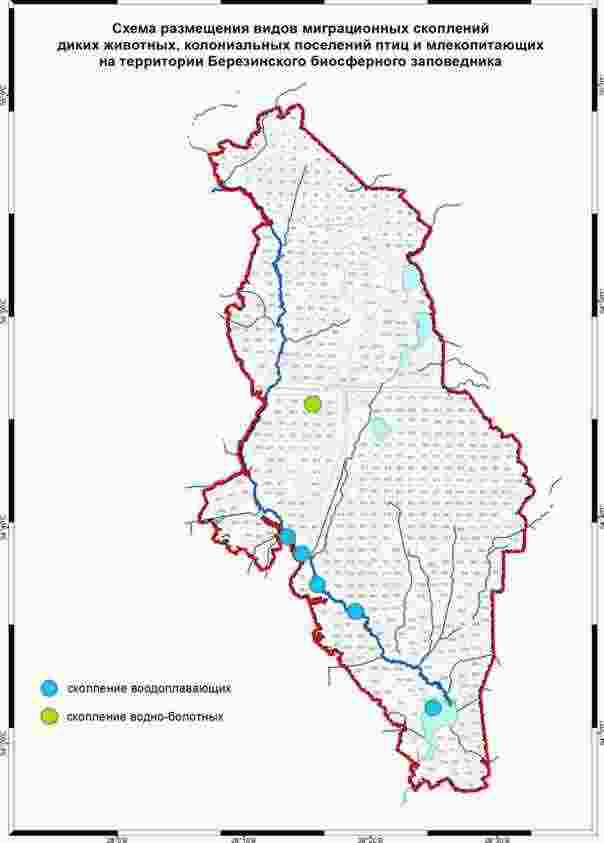 Схема размещения видов миграционных скоплений
диких животных, колониальных поселений птиц и млекопитающих
на территории Березинского биосферного заповедника
скопление воодоплавающих
скопление водно-болотных